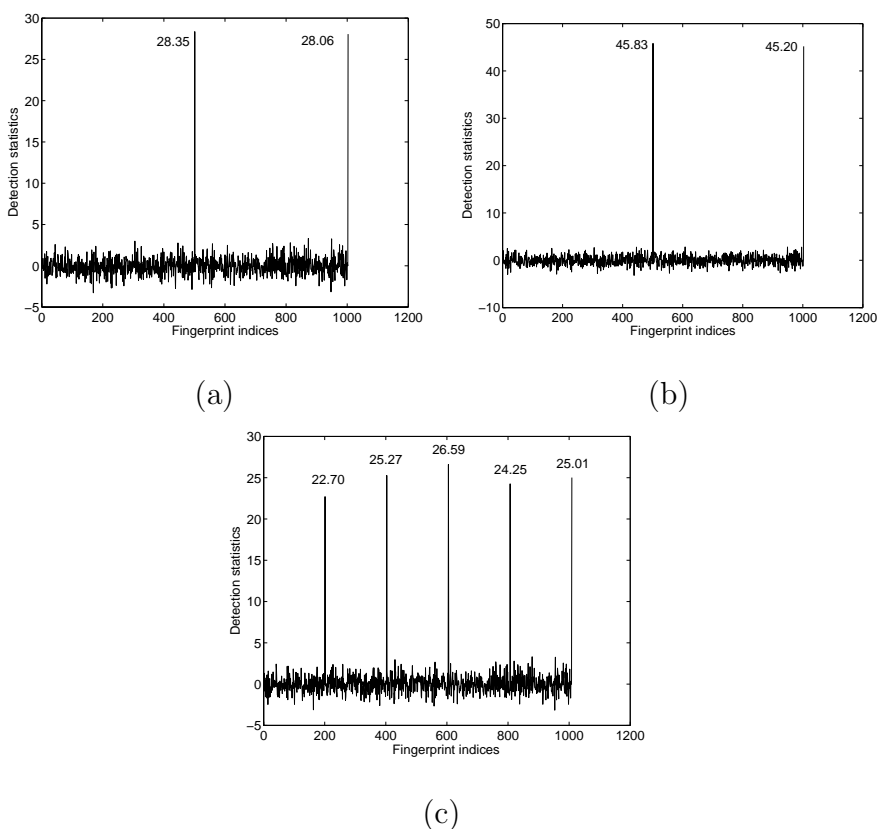 30
25
20
15
10
5
0
−5
0 200 400 600 800 1000 1200
Detection statistics
Fingerprint indices
28.35 28.06
(a)
50
40
30
20
10
0
−10
0 200 400 600 800 1000 1200
Detection statistics
Fingerprint indices
45.83 45.20
(b)
30
25
20
15
10
5
0
−5
0 200 400 600 800 1000 1200
Detection statistics
Fingerprint indices
22.70 25.27 26.59 24.25 25.01
(c)